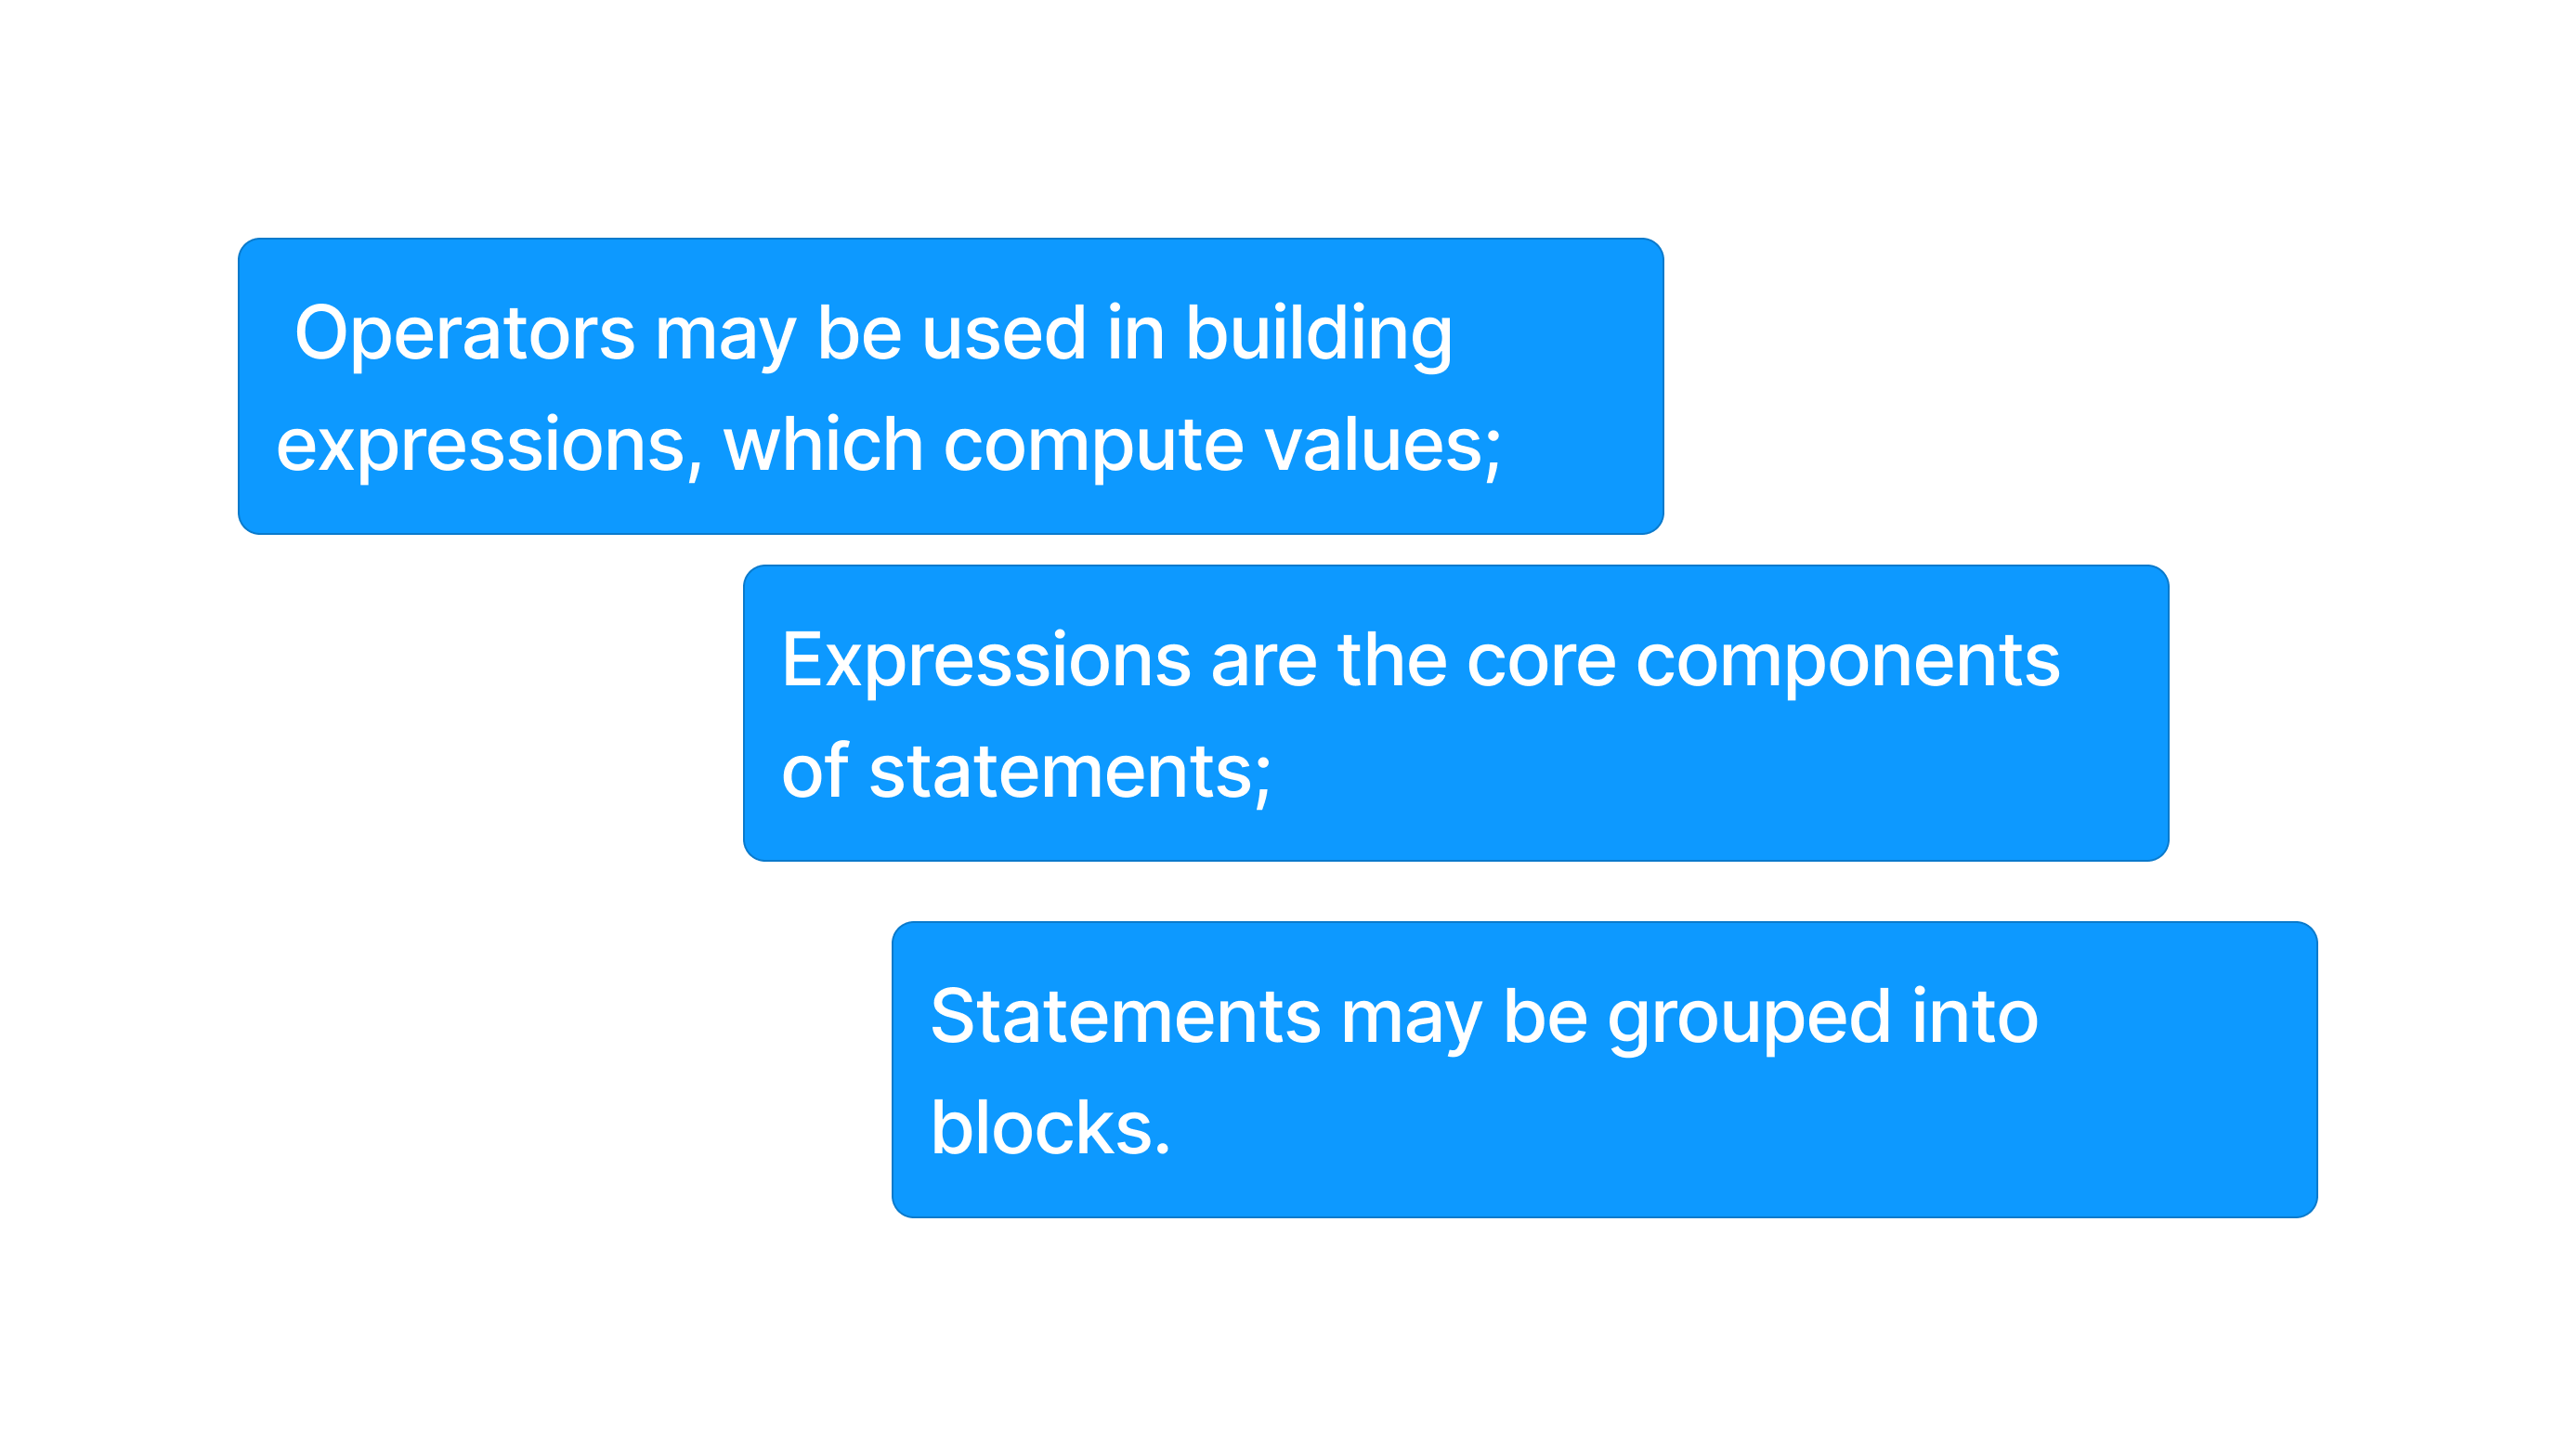 Operators may be used in building
expressions, which compute values;
Expressions are the core components
of statements;
Statements may be grouped into
blocks.